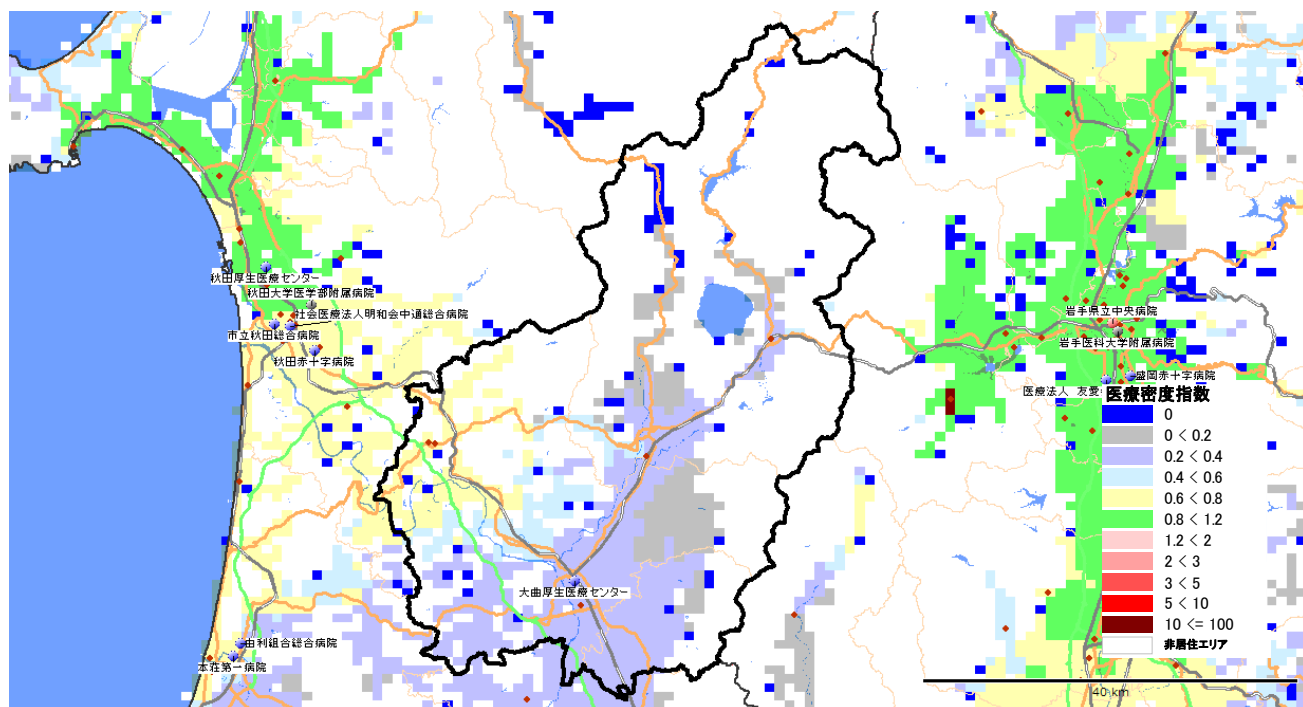 秋田厚生医療センター
秋田大学医学部附属病院
社会医療法人明和会中通総合病院
市立秋田総合病院
秋田赤十字病院
岩手県立中央病院
岩手医科大学附属病院
盛岡赤十字病院
医療法人 友愛
医療密度指数
0
0 < 0.2
0.2 < 0.4
0.4 < 0.6
0.6 < 0.8
0.8 < 1.2
1.2 < 2
2 < 3
3 < 5
5 < 10
10 <= 100
非居住エリア
大曲厚生医療センター
由利組合総合病院
本荘第一病院
40 km